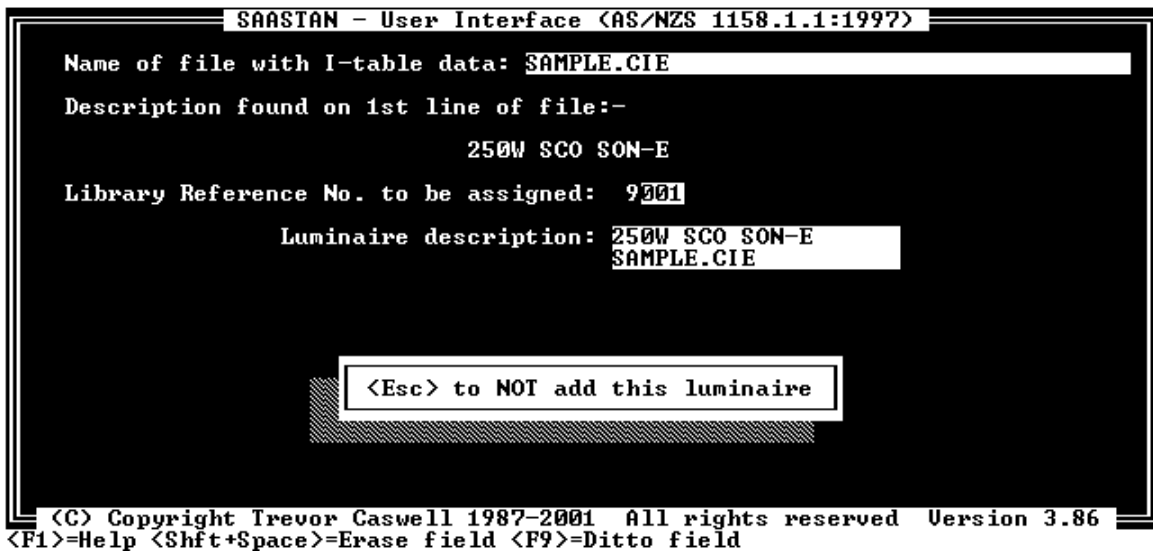 SAASTAN - User Interface (AS/NZS 1158.1.1:1997)
Name of file with I-table data: SAMPLE.CIE
Description found on 1st line of file:-
250W SCO SON-E
Library Reference No. to be assigned: 9001
Luminaire description: 250W SCO SON-E
SAMPLE.CIE
<Esc> to NOT add this luminaire
(C) Copyright Trevor Caswell 1987-2001 All rights reserved Version 3.86
<F1>=Help <Shft+Space>=Erase field <F9>=Ditto field